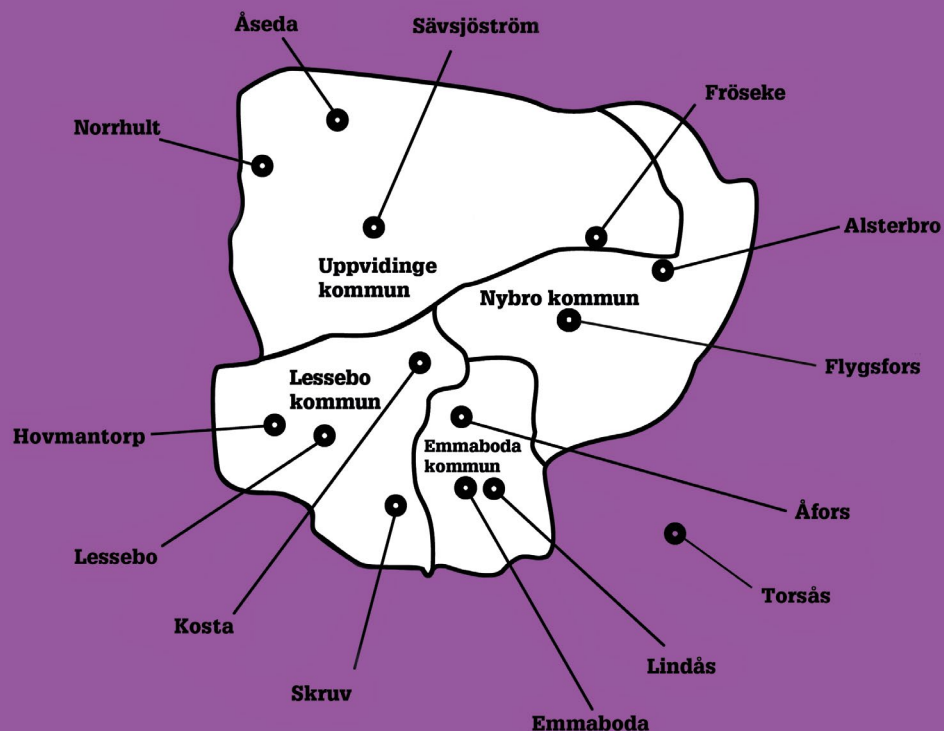 Åseda
Sävsjöström
Fröseke
Norrhult
Alsterbro
Uppvidinge
kommun
Nybro kommun
Flygsfors
Lessebo
kommun
Hovmantorp
Emmaboda
kommun
Åfors
Lessebo
Torsås
Kosta
Lindås
Skruv
Emmaboda